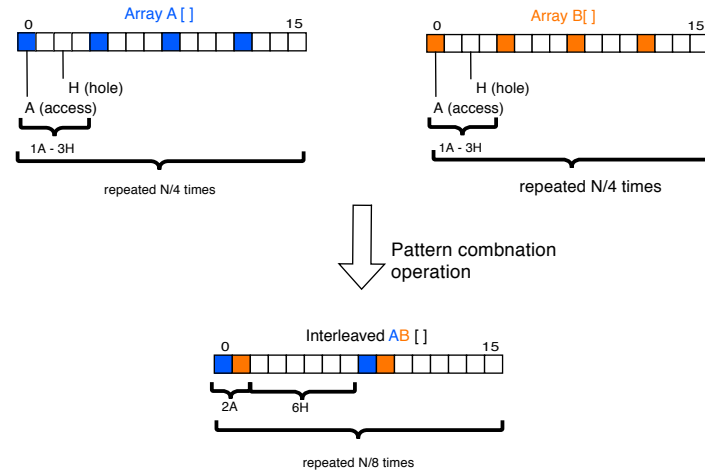 Array A [ ]
0
15
H (hole)
A (access)
1A - 3H
repeated N/4 times
Array B[ ]
0
15
H (hole)
A (access)
1A - 3H
repeated N/4 times
Pattern combnation
operation
Interleaved AB [ ]
0
15
2A
6H
repeated N/8 times